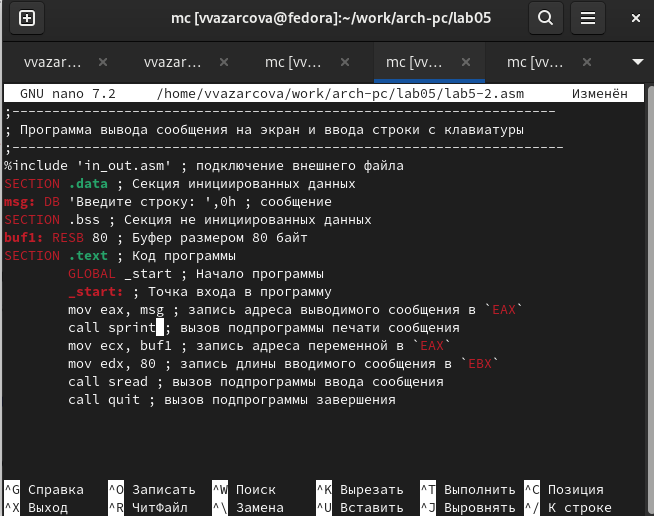 mc [vvazarcova@fedora]:~/work/arch-pc/lab05
vvazar… × vvazar… × mc [vv… × mc [vv… × mc [vv… ×
GNU nano 7.2 /home/vvazarcova/work/arch-pc/lab05/lab5-2.asm Изменён
;--------------------------------------------------------------------
; Программа вывода сообщения на экран и ввода строки с клавиатуры
;---------------------------------------------------------------------
%include 'in_out.asm' ; подключение внешнего файла
SECTION .data ; Секция инициированных данных
msg: DB 'Введите строку: ',0h ; сообщение
SECTION .bss ; Секция не инициированных данных
buf1: RESB 80 ; Буфер размером 80 байт
SECTION .text ; Код программы
GLOBAL _start ; Начало программы
_start: ; Точка входа в программу
mov eax, msg ; запись адреса выводимого сообщения в `EAX`
call sprint ; вызов подпрограммы печати сообщения
mov ecx, buf1 ; запись адреса переменной в `EAX`
mov edx, 80 ; запись длины вводимого сообщения в `EBX`
call sread ; вызов подпрограммы ввода сообщения
call quit ; вызов подпрограммы завершения
^G Справка ^O Записать ^W Поиск ^K Вырезать ^T Выполнить ^C Позиция
^X Выход ^R ЧитФайл ^\ Замена ^U Вставить ^J Выровнять ^/ К строке